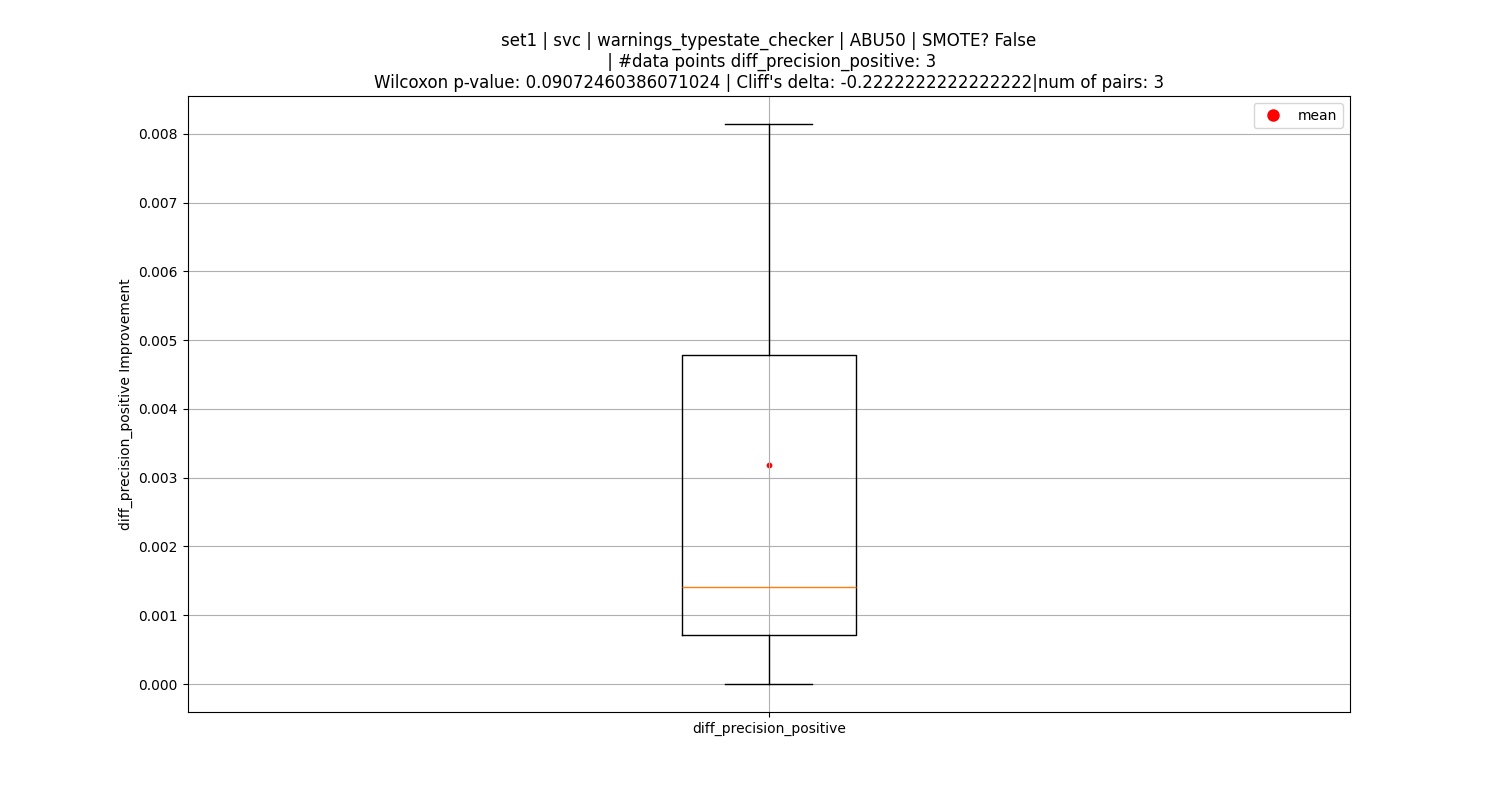 set1 | svc | warnings_typestate_checker | ABU50 | SMOTE? False
| #data points diff_precision_positive: 3
Wilcoxon p-value: 0.09072460386071024 | Cliff's delta: -0.2222222222222222|num of pairs: 3
mean
0.008
0.007
0.006
0.005
0.004
0.003
0.002
0.001
0.000
diff_precision_positive Improvement
diff_precision_positive